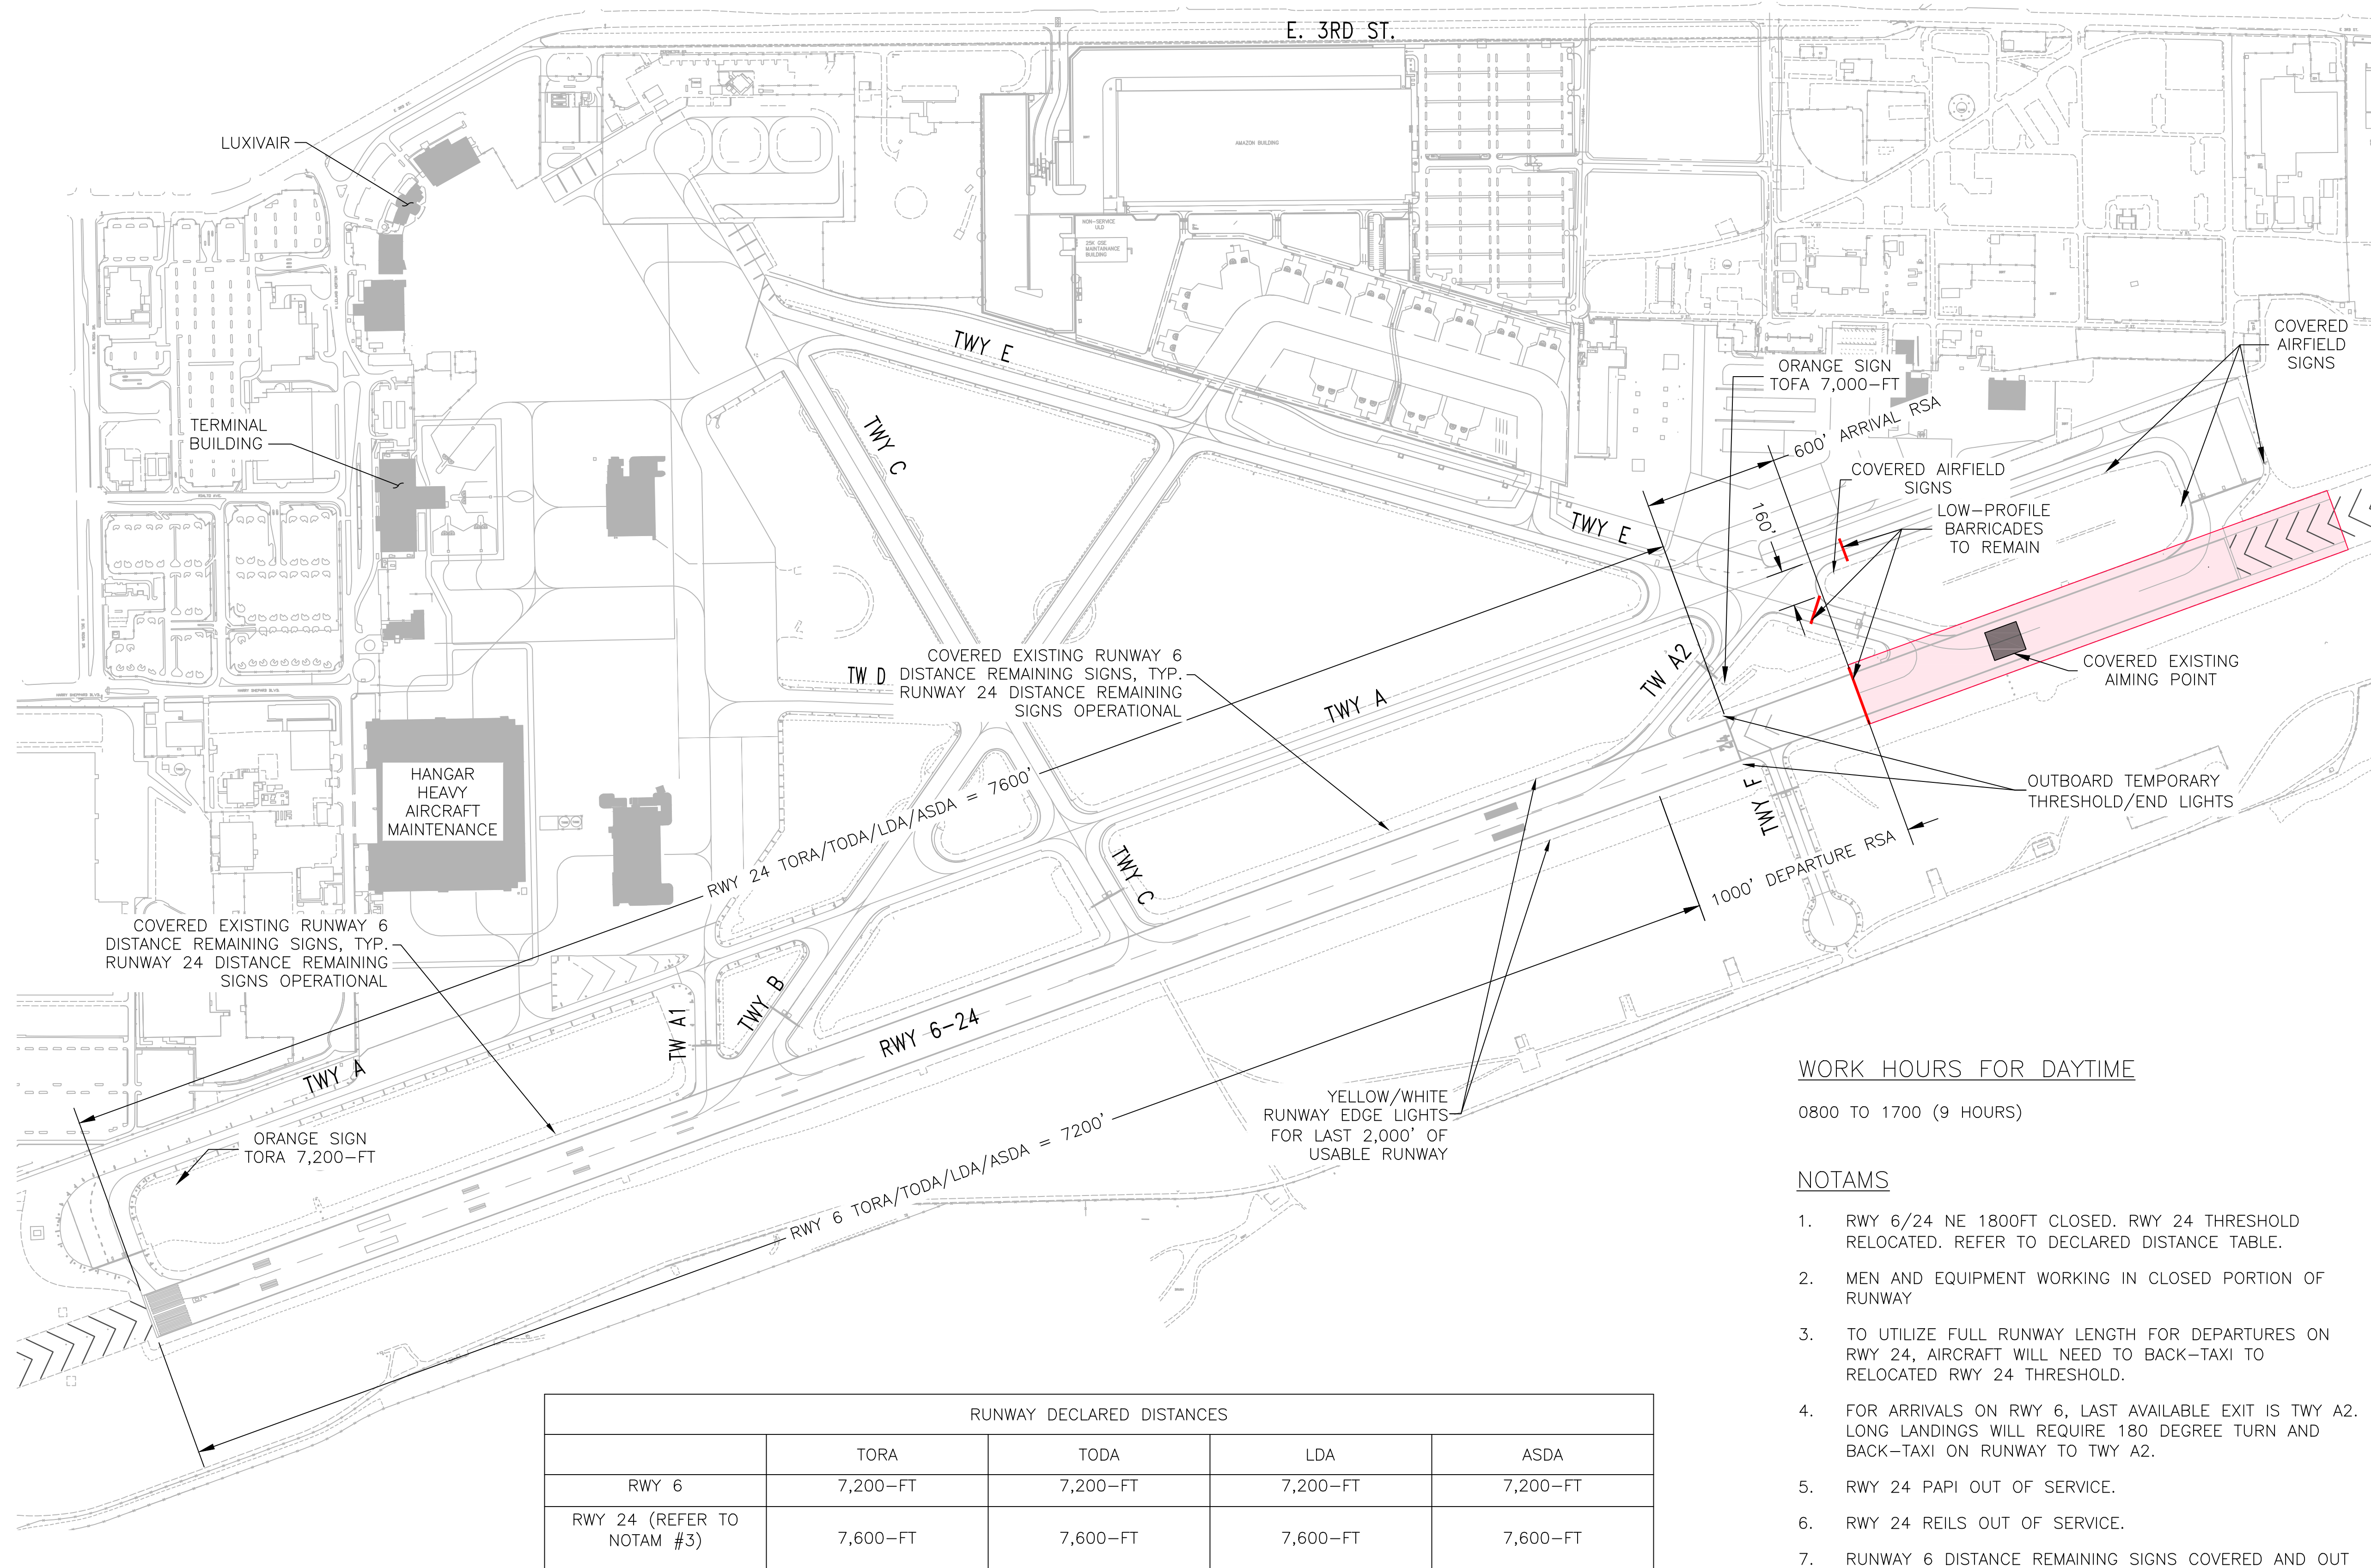 E. 3RD ST.
LUXIVAIR
AMAZON BUILDING
NON-SERVICE
ULD
25K GSE
MAINTAINANCE
BUILDING
TWY E
TWY C
TERMINAL
BUILDING
COVERED
AIRFIELD
SIGNS
ORANGE SIGN
TOFA 7,000-FT
600' ARRIVAL RSA
COVERED AIRFIELD
SIGNS
LOW-PROFILE
BARRICADES
TO REMAIN
160'
TWY E
COVERED EXISTING
AIMING POINT
TW A2
TW D
COVERED EXISTING RUNWAY 6
DISTANCE REMAINING SIGNS, TYP.
RUNWAY 24 DISTANCE REMAINING
SIGNS OPERATIONAL
TWY A
RWY 24 TORA/TODA/LDA/ASDA = 7600'
HANGAR
HEAVY
AIRCRAFT
MAINTENANCE
OUTBOARD TEMPORARY
THRESHOLD/END LIGHTS
TWY F
1000' DEPARTURE RSA
TWY C
COVERED EXISTING RUNWAY 6
DISTANCE REMAINING SIGNS, TYP.
RUNWAY 24 DISTANCE REMAINING
SIGNS OPERATIONAL
TW A1
TWY B
RWY 6-24
TWY A
ORANGE SIGN
TORA 7,200-FT
YELLOW/WHITE
RUNWAY EDGE LIGHTS
FOR LAST 2,000' OF
USABLE RUNWAY
RWY 6 TORA/TODA/LDA/ASDA = 7200'
WORK HOURS FOR DAYTIME
0800 TO 1700 (9 HOURS)
NOTAMS
1. RWY 6/24 NE 1800FT CLOSED. RWY 24 THRESHOLD
RELOCATED. REFER TO DECLARED DISTANCE TABLE.
2. MEN AND EQUIPMENT WORKING IN CLOSED PORTION OF
RUNWAY
3. TO UTILIZE FULL RUNWAY LENGTH FOR DEPARTURES ON
RWY 24, AIRCRAFT WILL NEED TO BACK-TAXI TO
RELOCATED RWY 24 THRESHOLD.
4. FOR ARRIVALS ON RWY 6, LAST AVAILABLE EXIT IS TWY A2.
LONG LANDINGS WILL REQUIRE 180 DEGREE TURN AND
BACK-TAXI ON RUNWAY TO TWY A2.
5. RWY 24 PAPI OUT OF SERVICE.
6. RWY 24 REILS OUT OF SERVICE.
7. RUNWAY 6 DISTANCE REMAINING SIGNS COVERED AND OUT
RUNWAY DECLARED DISTANCES
TORA TODA LDA ASDA
RWY 6 7,200-FT 7,200-FT 7,200-FT 7,200-FT
RWY 24 (REFER TO
NOTAM #3) 7,600-FT 7,600-FT 7,600-FT 7,600-FT